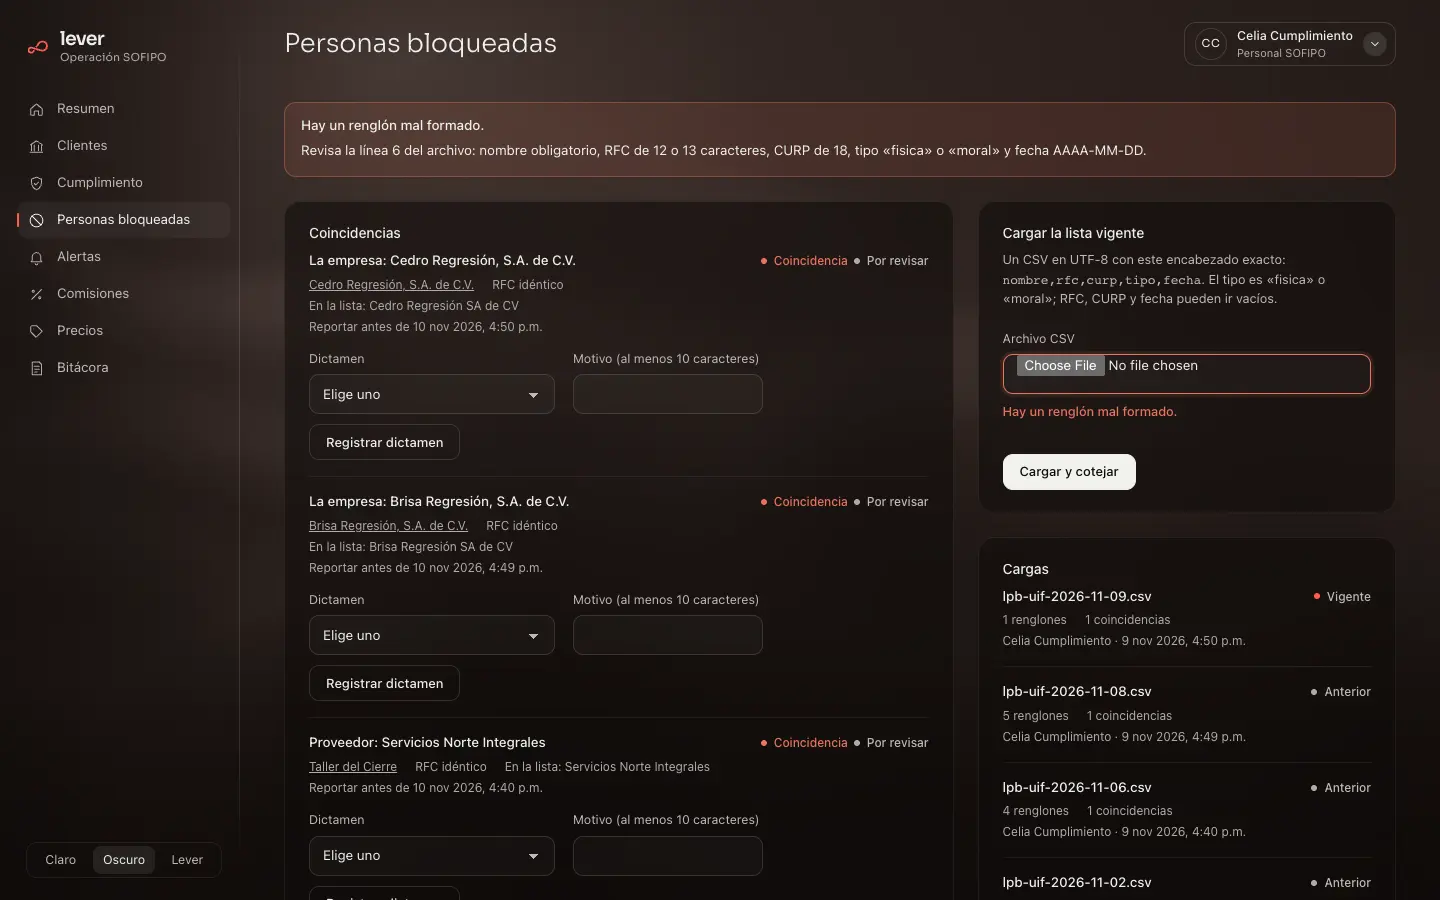 lever
Operación SOFIPO
Resumen
Clientes
Cumplimiento
Personas bloqueadas
Alertas
Comisiones
Precios
Bitácora
Claro
Oscuro
Lever
Personas bloqueadas
CC
Celia Cumplimiento
Personal SOFIPO
Hay un renglón mal formado.
Revisa la línea 6 del archivo: nombre obligatorio, RFC de 12 o 13 caracteres, CURP de 18, tipo «fisica» o «moral» y fecha AAAA-MM-DD.
Coincidencias
La empresa: Cedro Regresión, S.A. de C.V.
Coincidencia
Por revisar
Cedro Regresión, S.A. de C.V.
RFC idéntico
En la lista: Cedro Regresión SA de CV
Reportar antes de 10 nov 2026, 4:50 p.m.
Dictamen
Motivo (al menos 10 caracteres)
Elige uno
Registrar dictamen
La empresa: Brisa Regresión, S.A. de C.V.
Coincidencia
Por revisar
Brisa Regresión, S.A. de C.V.
RFC idéntico
En la lista: Brisa Regresión SA de CV
Reportar antes de 10 nov 2026, 4:49 p.m.
Dictamen
Motivo (al menos 10 caracteres)
Elige uno
Registrar dictamen
Proveedor: Servicios Norte Integrales
Coincidencia
Por revisar
Taller del Cierre
RFC idéntico
En la lista: Servicios Norte Integrales
Reportar antes de 10 nov 2026, 4:40 p.m.
Dictamen
Motivo (al menos 10 caracteres)
Elige uno
Cargar la lista vigente
Un CSV en UTF-8 con este encabezado exacto:
nombre,rfc,curp,tipo,fecha. El tipo es «fisica» o
«moral»; RFC, CURP y fecha pueden ir vacíos.
Archivo CSV
Choose File No file chosen
Hay un renglón mal formado.
Cargar y cotejar
Cargas
lpb-uif-2026-11-09.csv
Vigente
1 renglones
1 coincidencias
Celia Cumplimiento · 9 nov 2026, 4:50 p.m.
lpb-uif-2026-11-08.csv
Anterior
5 renglones
1 coincidencias
Celia Cumplimiento · 9 nov 2026, 4:49 p.m.
lpb-uif-2026-11-06.csv
Anterior
4 renglones
1 coincidencias
Celia Cumplimiento · 9 nov 2026, 4:40 p.m.
lpb-uif-2026-11-02.csv
Anterior